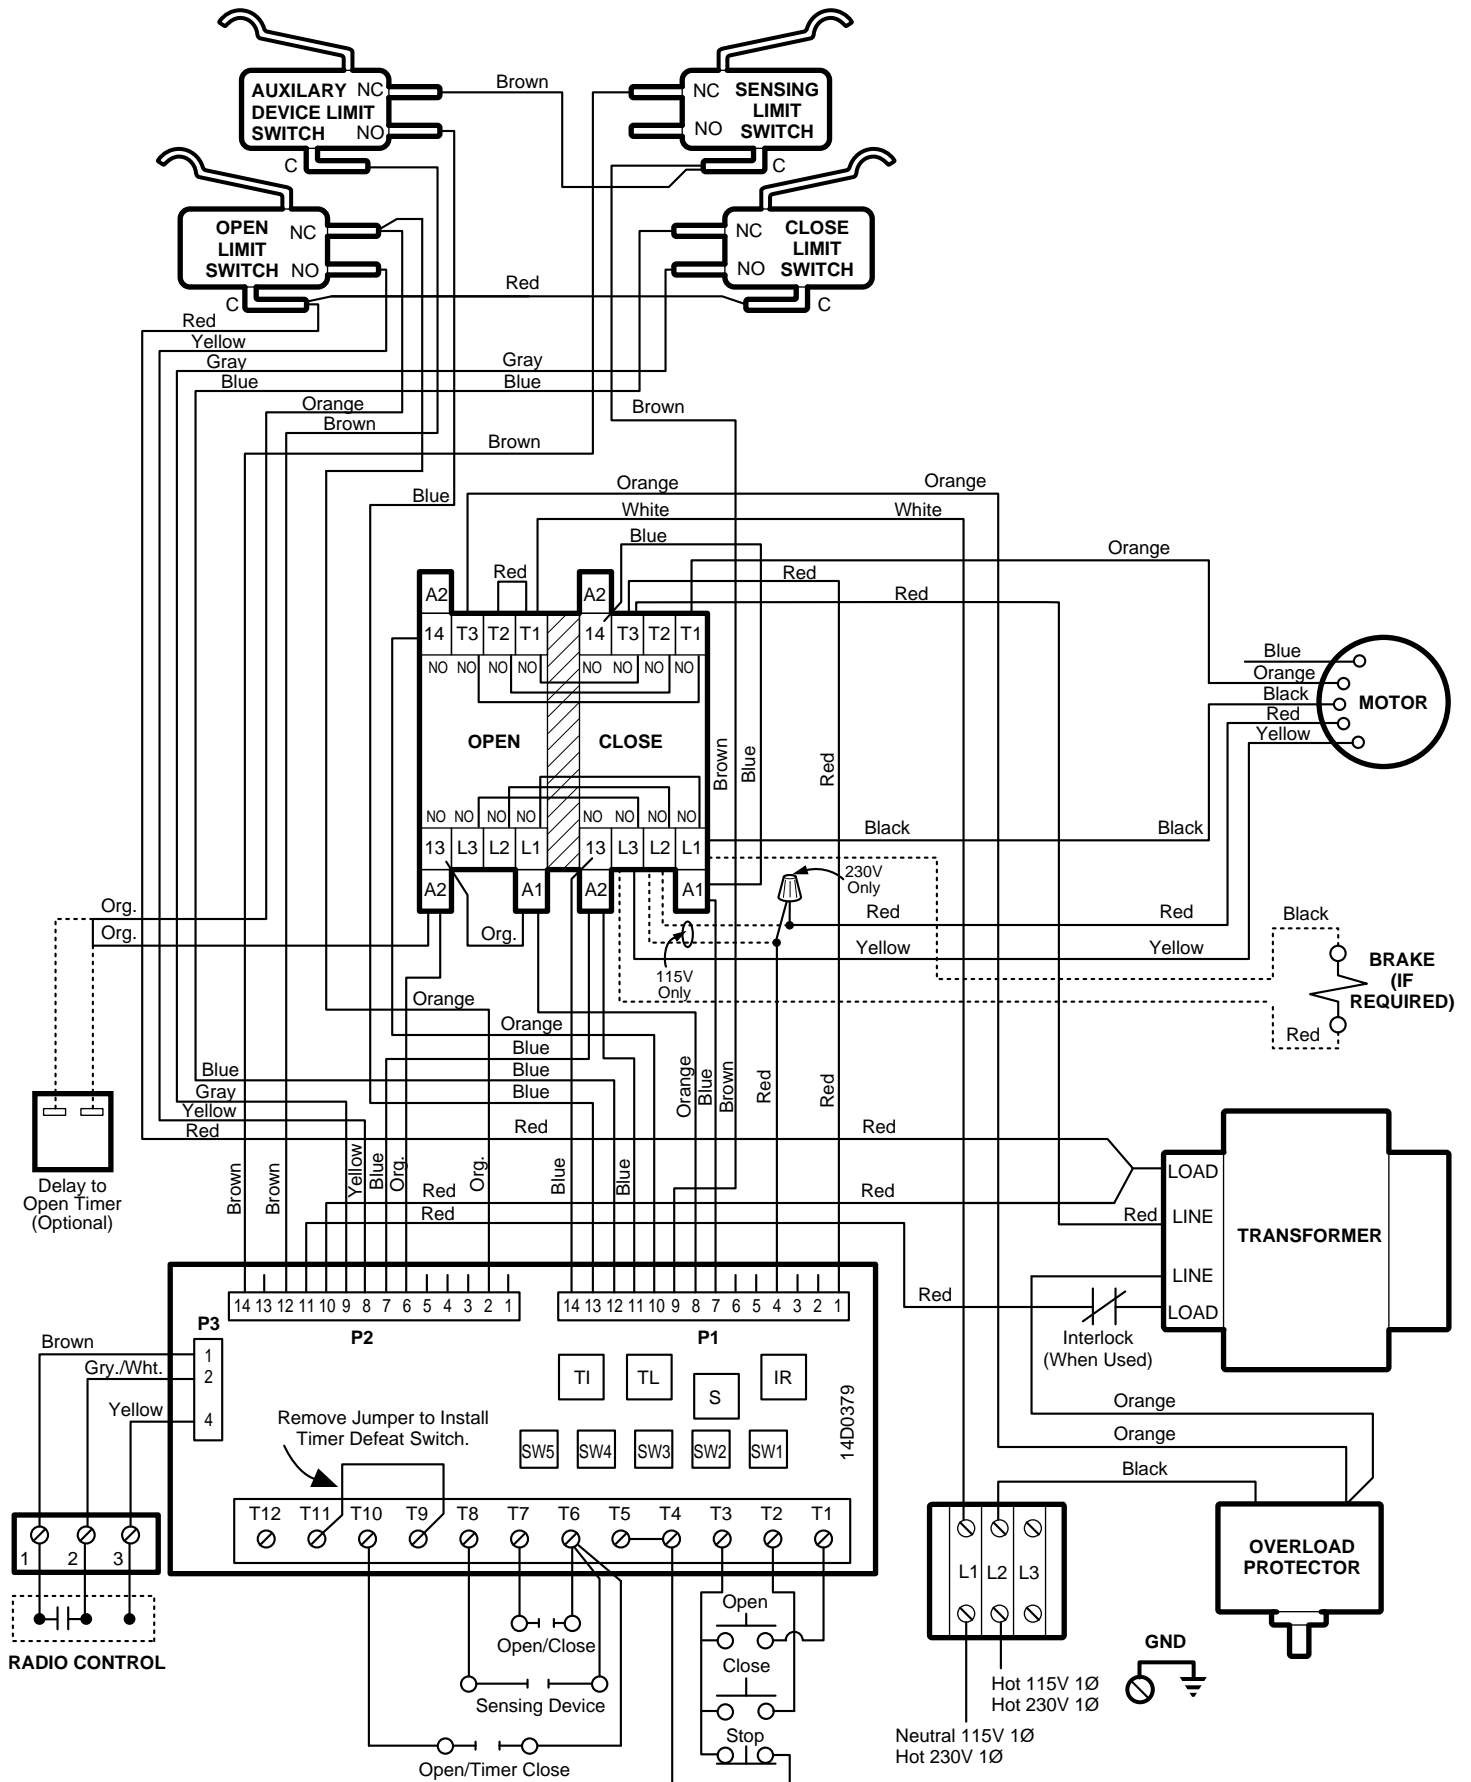 AUXILARY NC
DEVICE LIMIT
SWITCH NO
C
Brown
NC SENSING
LIMIT
NO SWITCH
C
OPEN
LIMIT
SWITCH
NC
NO
C
CLOSE
LIMIT
SWITCH
NC
NO
C
Red
Red
Yellow
Gray
Gray
Blue
Blue
Orange
Brown
Brown
Brown
Blue
Orange
Orange
White
White
Blue
Orange
Red
Red
Red
A2
A2
14 T3 T2 T1
14 T3 T2 T1
NO NO NO NO
NO NO NO NO
OPEN
CLOSE
NO NO NO NO
NO NO NO NO
13 L3 L2 L1
13 L3 L2 L1
A2
A1
A2
A1
Brown
Blue
Red
Blue
Orange
Black
Red
Yellow
MOTOR
Black
Black
230V
Only
115V
Only
Red
Red
Yellow
Yellow
Black
BRAKE
(IF
REQUIRED)
Red
Org.
Org.
Org.
Orange
Orange
Blue
Blue
Blue
Blue
Gray
Yellow
Red
Red
Red
Orange
Blue
Brown
Red
Red
Delay to
Open Timer
(Optional)
Brown
Brown
Yellow
Blue
Org.
Org.
Blue
Blue
Red
Red
Red
LOAD
Red
LINE
TRANSFORMER
LINE
LOAD
Red
Interlock
(When Used)
14 13 12 11 10 9 8 7 6 5 4 3 2 1
14 13 12 11 10 9 8 7 6 5 4 3 2 1
P2
P1
P3
1
2
4
Brown
Gry./Wht.
Yellow
TI
TL
S
IR
SW5 SW4 SW3 SW2 SW1
14D0379
Remove Jumper to Install
Timer Defeat Switch.
T12 T11 T10 T9 T8 T7 T6 T5 T4 T3 T2 T1
1 2 3
RADIO CONTROL
Open/Close
Sensing Device
Open/Timer Close
Open
Close
Stop
Orange
Orange
Black
L1 L2 L3
OVERLOAD
PROTECTOR
GND
Hot 115V 1Ø
Hot 230V 1Ø
Neutral 115V 1Ø
Hot 230V 1Ø